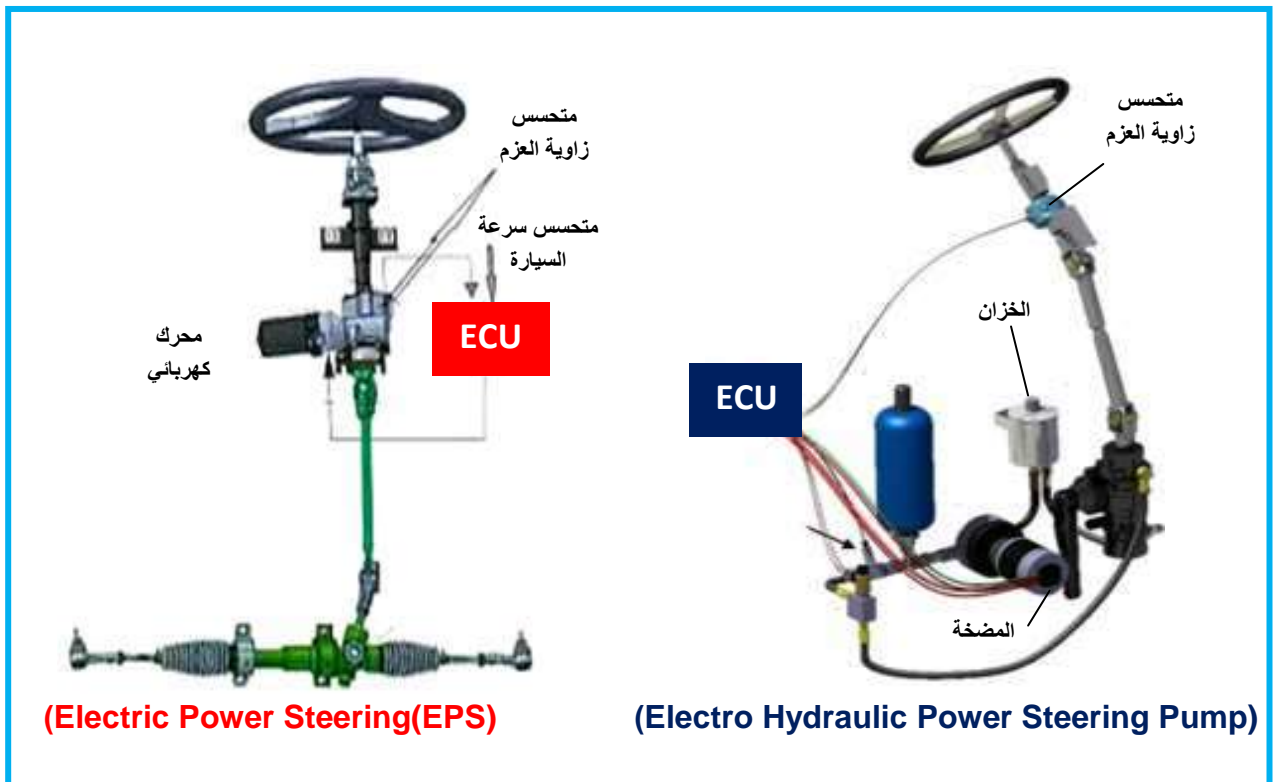 متحسس
زاوية العزم
متحسس سرعة
السيارة
ECU
محرك
كهربائي
(Electric Power Steering(EPS)
متحسس
زاوية العزم
الخزان
ECU
المضخة
(Electro Hydraulic Power Steering Pump)